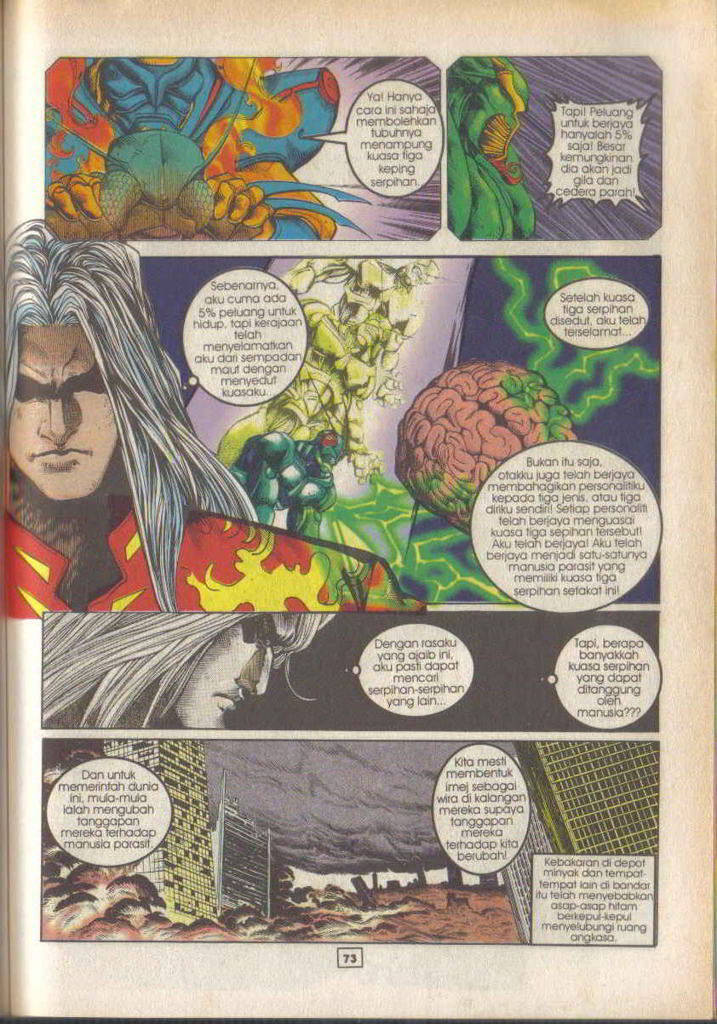 Ya! Hanya
cara ini sahaja
membolehkan
tubuhnya
menampung
kuasa tiga
keping
serpihan.
Tapi! Peluang
untuk berjaya
hanyalah 5%
saja! Besar
kemungkinan
dia akan jadi
gila dan
cedera parah!
Sebenarnya,
aku cuma ada
5% peluang untuk
hidup, tapi kerajaan
telah
menyelamatkan
aku dari sempadan
maut dengan
menyedut
kuasaku...
Setelah kuasa
tiga serpihan
disedut, aku telah
terselamat...
Bukan itu saja,
otakku juga telah berjaya
membahagikan personalitiku
kepada tiga jenis, atau tiga
diriku sendiri! Setiap personaliti
telah berjaya menguasai
kuasa tiga sepihan tersebut!
Aku telah berjaya! Aku telah
berjaya menjadi satu-satunya
manusia parasit yang
memiliki kuasa tiga
serpihan setakat ini!
Dengan rasaku
yang ajaib ini,
aku pasti dapat
mencari
serpihan-serpihan
yang lain...
Tapi, berapa
banyakkah
kuasa serpihan
yang dapat
ditanggung
oleh
manusia???
Dan untuk
memerintah dunia
ini, mula-mula
ialah mengubah
tanggapan
mereka terhadap
manusia parasit.
Kita mesti
membentuk
imej sebagai
wira di kalangan
mereka supaya
tanggapan
mereka
terhadap kita
berubah!
Kebakaran di depot
minyak dan tempat-
tempat lain di bandar
itu telah menyebabkan
asap-asap hitam
berkepul-kepul
menyelubungi ruang
angkasa.
73